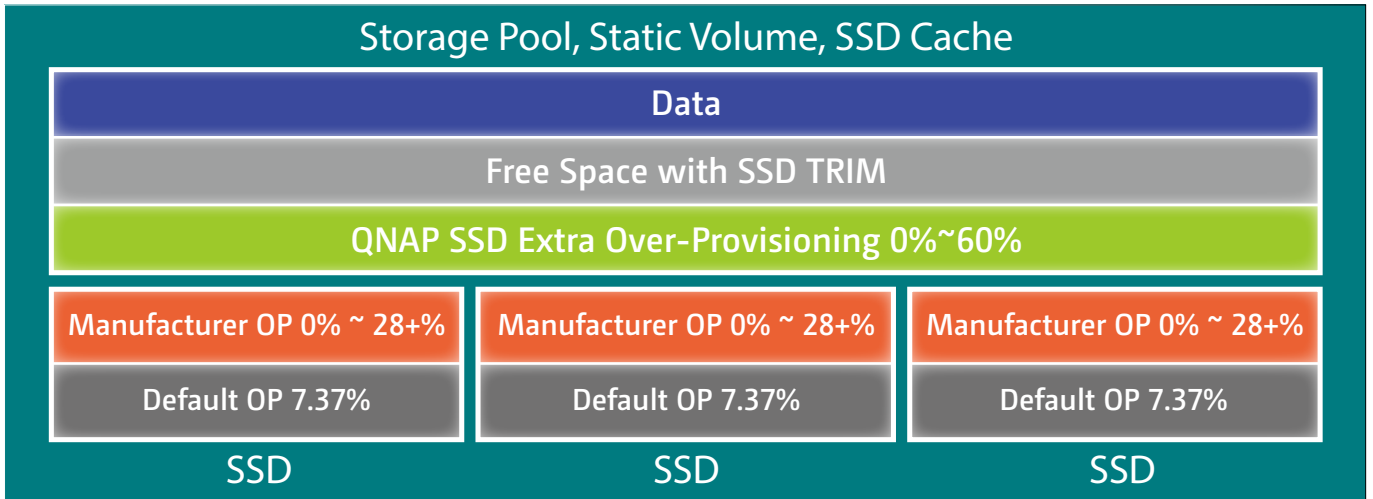 Storage Pool, Static Volume, SSD Cache
Data
Free Space with SSD TRIM
QNAP SSD Extra Over-Provisioning 0%~60%
Manufacturer OP 0% ~ 28+%
Manufacturer OP 0% ~ 28+%
Manufacturer OP 0% ~ 28+%
Default OP 7.37%
Default OP 7.37%
Default OP 7.37%
SSD
SSD
SSD